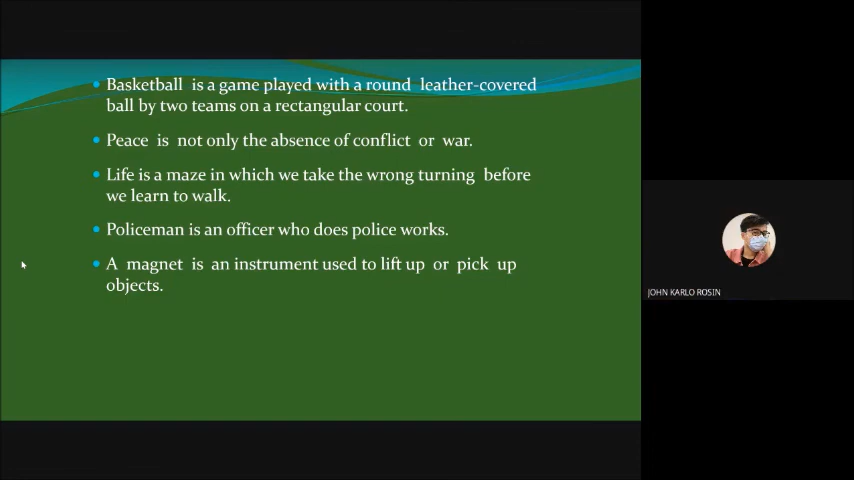 • Basketball is a game played with a round leather-covered
ball by two teams on a rectangular court.
• Peace is not only the absence of conflict or war.
• Life is a maze in which we take the wrong turning before
we learn to walk.
• Policeman is an officer who does police works.
• A magnet is an instrument used to lift up or pick up
objects.
JOHN KARLO ROSIN